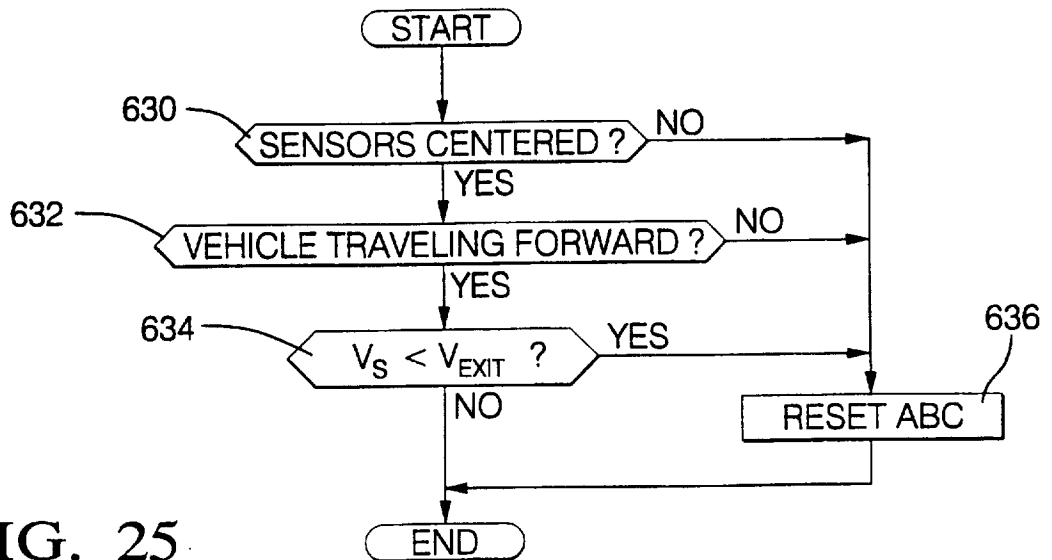 START
630
SENSORS CENTERED ?
NO
YES
632
VEHICLE TRAVELING FORWARD ?
NO
YES
634
V_S < V_EXIT ?
YES
NO
636
RESET ABC
END
IG. 25